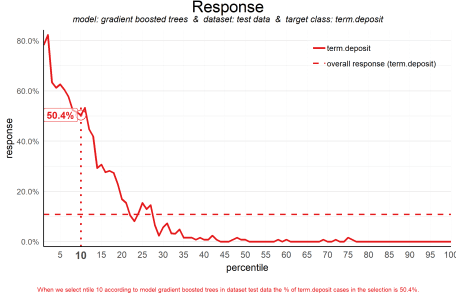 Response
model: gradient boosted trees & dataset: test data & target class: term.deposit
80.0%
60.0%
40.0%
20.0%
0.0%
response
term.deposit
overall response (term.deposit)
50.4%
5 10 15 20 25 30 35 40 45 50 55 60 65 70 75 80 85 90 95 100
percentile
When we select ntile 10 according to model gradient boosted trees in dataset test data the % of term.deposit cases in the selection is 50.4%.